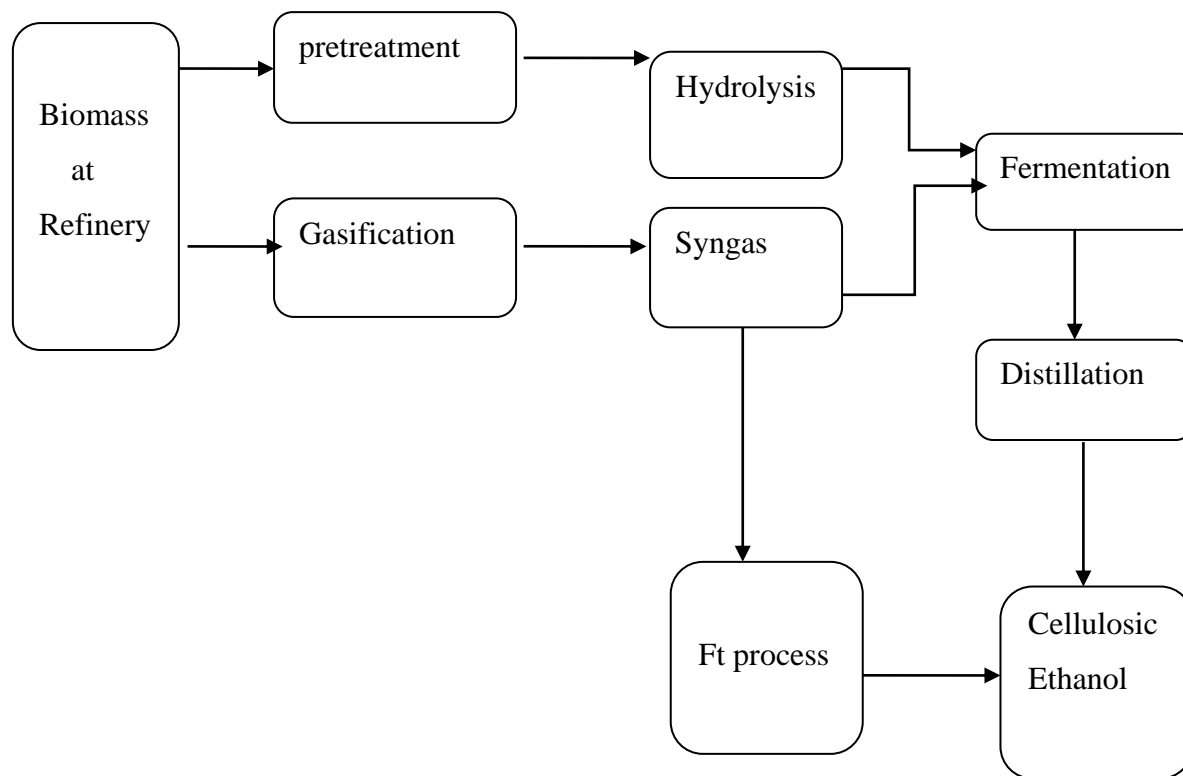 pretreatment
Hydrolysis
Biomass
at
Refinery
Fermentation
Gasification
Syngas
Distillation
Ft process
Cellulosic
Ethanol